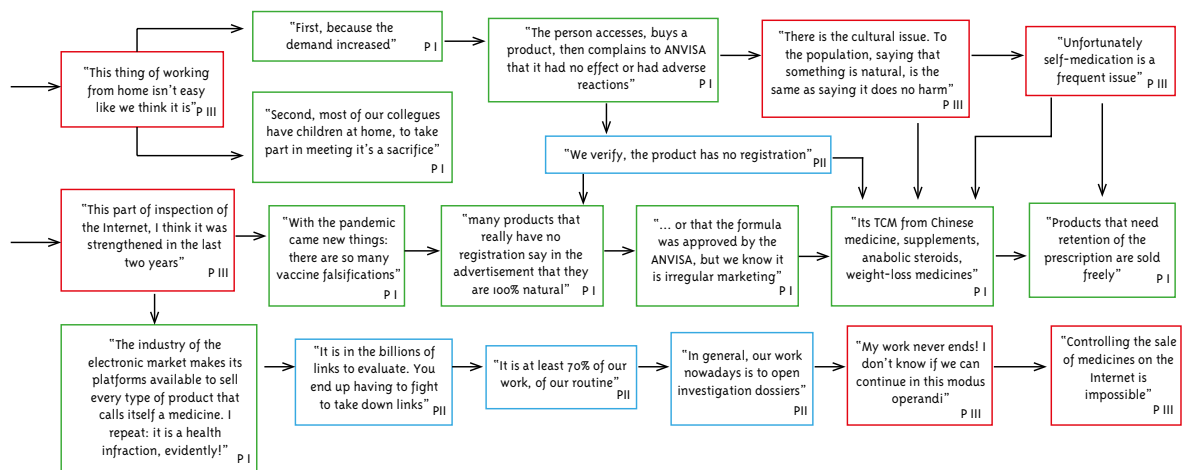 “First, because the
demand increased”
P I
“This thing of working
from home isn’t easy
like we think it is”
P III
“Second, most of our collegues
have children at home, to take
part in meeting it’s a sacrifice”
P I
“The person accesses, buys a
product, then complains to ANVISA
that it had no effect or had adverse
reactions”
P I
“There is the cultural issue. To
the population, saying that
something is natural, is the
same as saying it does no harm”
P III
“Unfortunately
self-medication is a
frequent issue”
P III
“We verify, the product has no registration”
PII
“This part of inspection of
the Internet, I think it was
strengthened in the last
two years”
P III
“With the pandemic
came new things:
there are so many
vaccine falsifications”
P I
“many products that
really have no
registration say in the
advertisement that they
are 100% natural”
P I
“... or that the formula
was approved by the
ANVISA, but we know it
is irregular marketing”
P I
“Its TCM from Chinese
medicine, supplements,
anabolic steroids,
weight-loss medicines”
P I
“Products that need
retention of the
prescription are sold
freely”
P I
“The industry of the
electronic market makes its
platforms available to sell
every type of product that
calls itself a medicine. I
repeat: it is a health
infraction, evidently!”
P I
“It is in the billions of
links to evaluate. You
end up having to fight
to take down links”
PII
“It is at least 70% of our
work, of our routine”
PII
“In general, our work
nowadays is to open
investigation dossiers”
PII
“My work never ends! I
don’t know if we can
continue in this modus
operandi”
P III
“Controlling the sale
of medicines on the
Internet is
impossible”
P III